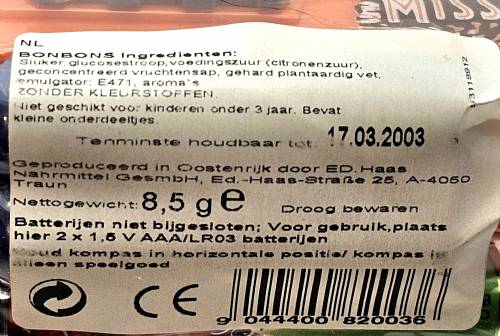 MISS
NL
BONBONS Ingredienten:
Suiker, glucosestroop, voedingszuur (citronenzuur),
geconcentreerd vruchtensap, gehard plantaardig vet,
emulgator: E471, aroma's
ZONDER KLEURSTOFFEN.
Niet geschikt voor kinderen onder 3 jaar. Bevat
kleine onderdeeltjes.
Tenminste houdbaar tot: 17.03.2003
Geproduceerd in Oostenrijk door ED. Haas
Nahrmittel GesmbH, Ed.-Haas-Straße 25, A-4050
Traun
Nettogewicht: 8,5 g e Droog bewaren
Batterijen niet bijgesloten; Voor gebruik, plaats
hier 2 x 1,5 V AAA/LR03 batterijen
Houd kompas in horizontale positie/ kompas is
alleen speelgoed
CE
9 044400 820036